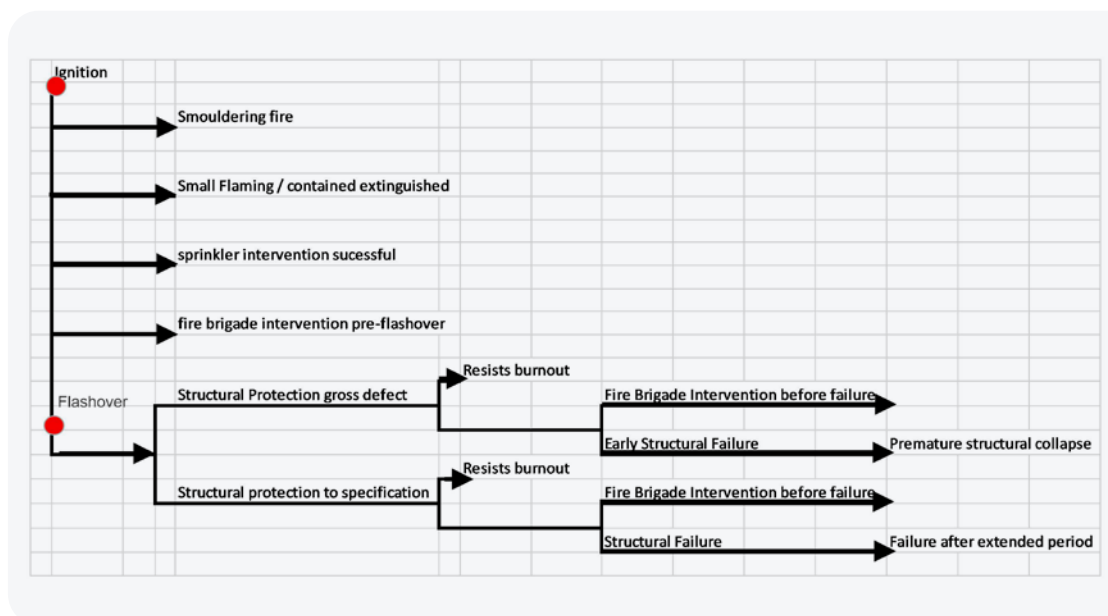 Ignition
Smouldering fire
Small Flaming / contained extinguished
sprinkler intervention sucessful
fire brigade intervention pre-flashover
Resists burnout
Flashover
Structural Protection gross defect
Fire Brigade Intervention before failure
Early Structural Failure
Premature structural collapse
Resists burnout
Structural protection to specification
Fire Brigade Intervention before failure
Structural Failure
Failure after extended period